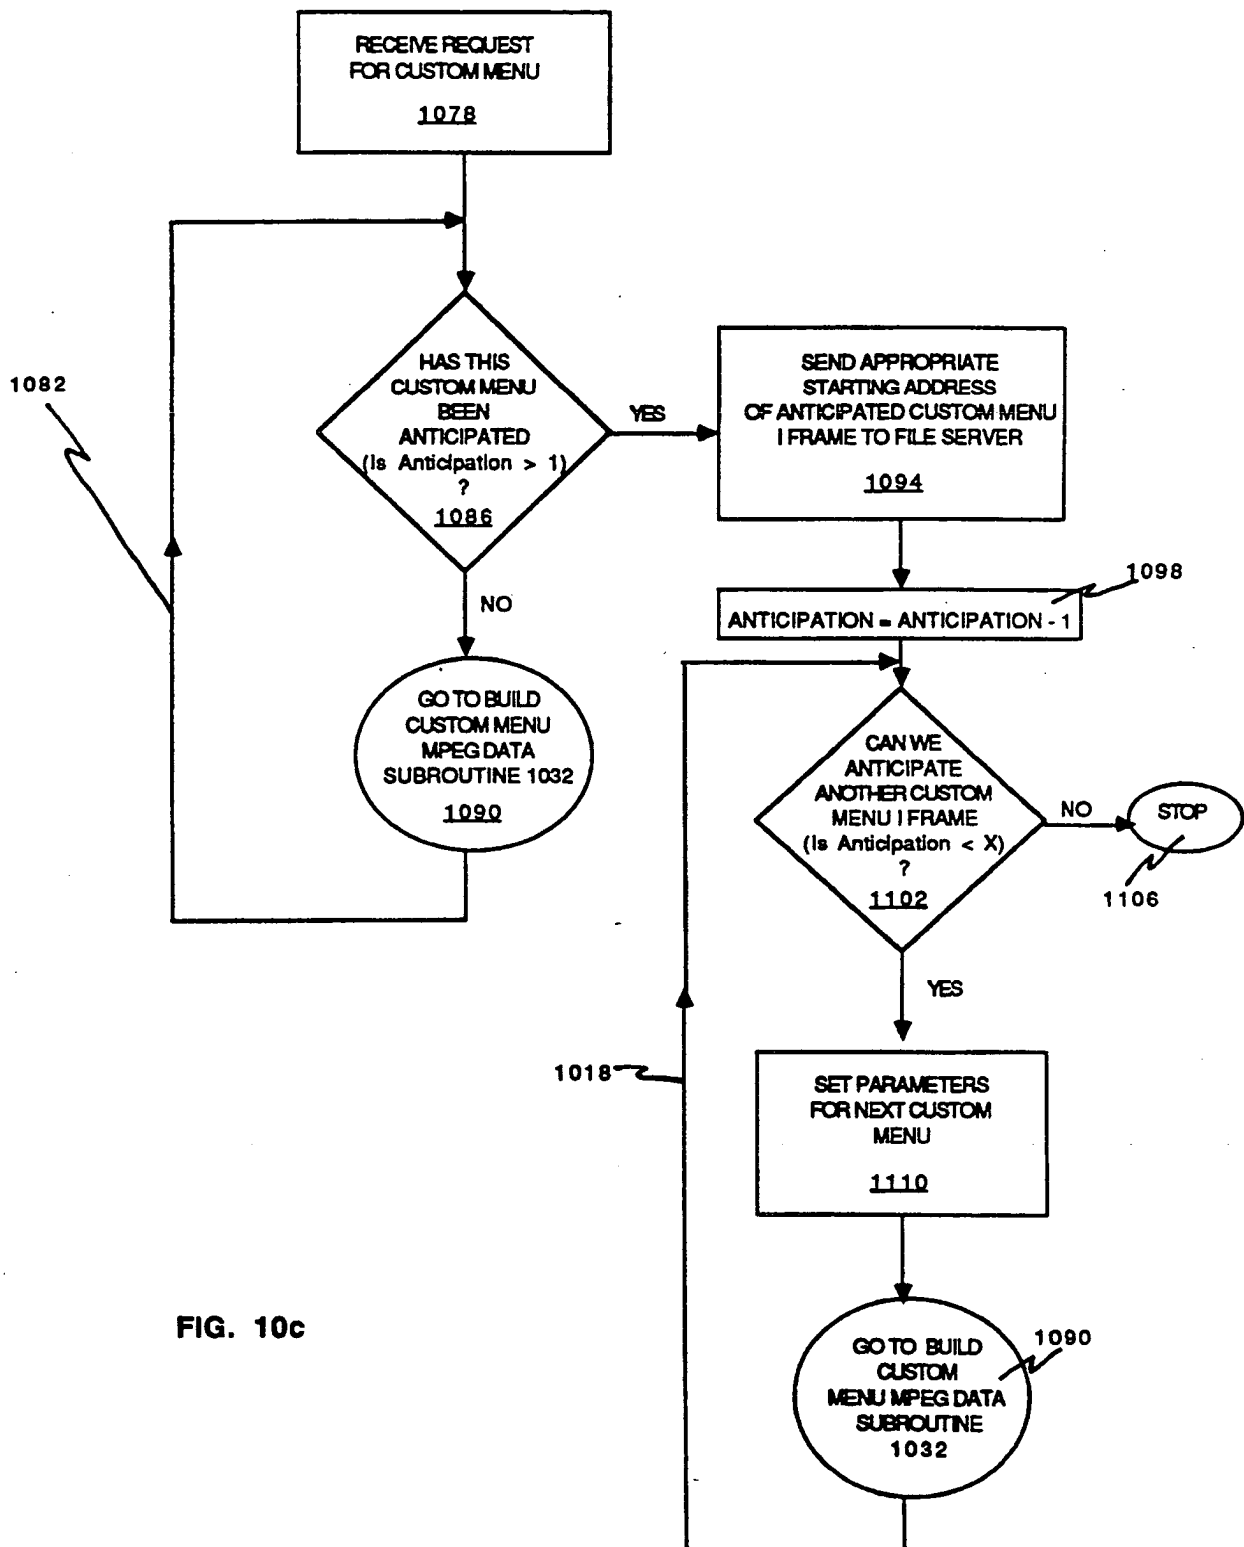 RECEIVE REQUEST
FOR CUSTOM MENU
1078
1082
HAS THIS
CUSTOM MENU
BEEN
ANTICIPATED
(Is Anticipation > 1)
?
1086
YES
SEND APPROPRIATE
STARTING ADDRESS
OF ANTICIPATED CUSTOM MENU
I FRAME TO FILE SERVER
1094
NO
1098
ANTICIPATION = ANTICIPATION - 1
GO TO BUILD
CUSTOM MENU
MPEG DATA
SUBROUTINE 1032
1090
CAN WE
ANTICIPATE
ANOTHER CUSTOM
MENU I FRAME
(Is Anticipation < X)
?
1102
NO
STOP
1106
YES
1018
SET PARAMETERS
FOR NEXT CUSTOM
MENU
1110
FIG. 10c
1090
GO TO BUILD
CUSTOM
MENU MPEG DATA
SUBROUTINE
1032